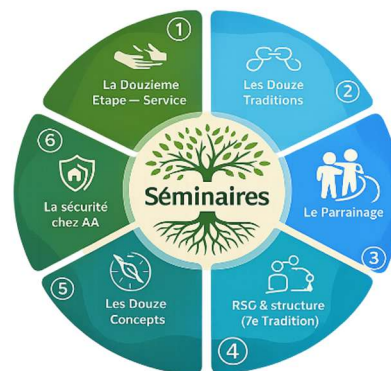 ①
La Douzieme
Etape — Service
Les Douze
Traditions
②
Le Parrainage
③
RSG & structure
(7e Tradition)
④
Les Douze
Concepts
⑤
⑥
La sécurité
chez AA
Séminaires